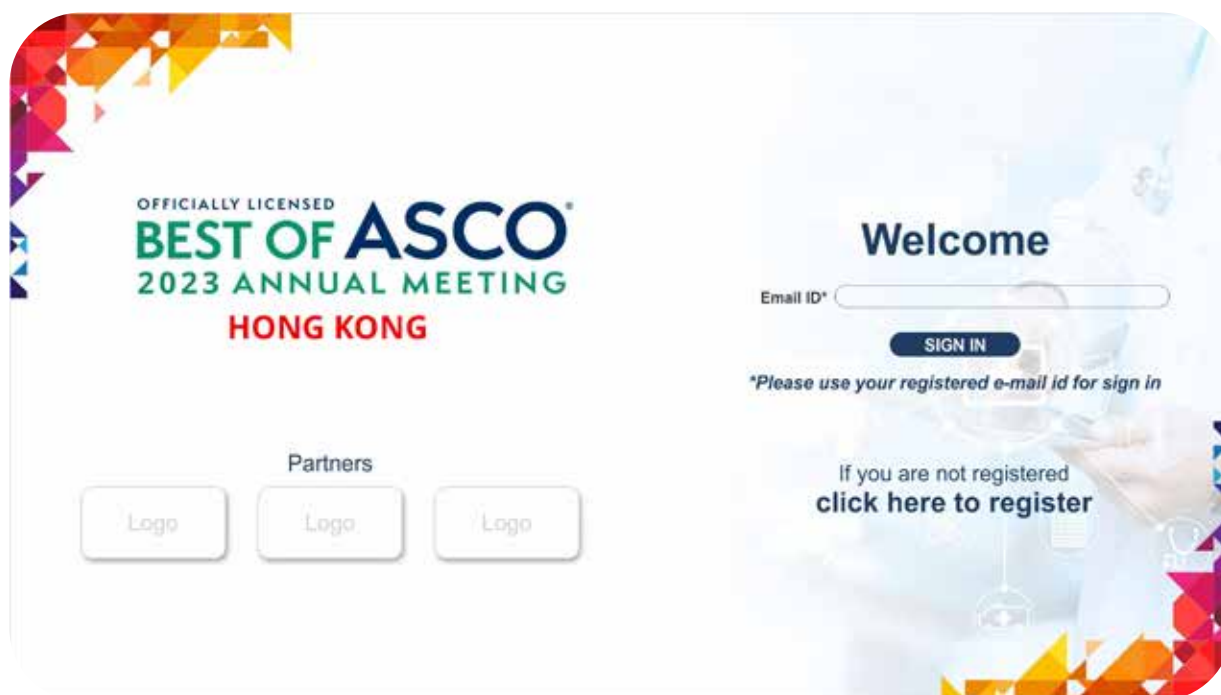 OFFICIALLY LICENSED
BEST OF ASCO®
2023 ANNUAL MEETING
HONG KONG
Partners
Logo Logo Logo
Welcome
Email ID*
SIGN IN
*Please use your registered e-mail id for sign in
If you are not registered
click here to register